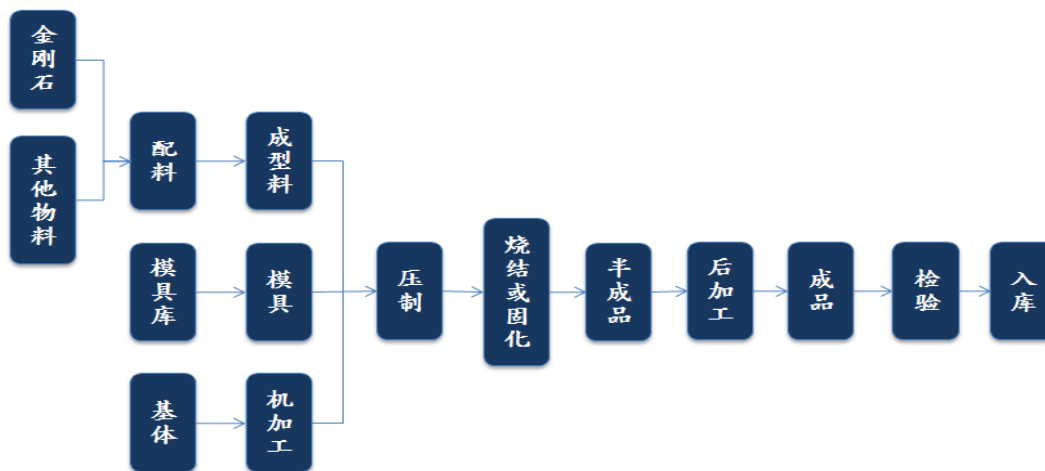 金刚石
其他物料
配料
成型料
模具库
模具
基体
机加工
压制
烧结或固化
半成品
后加工
成品
检验
入库